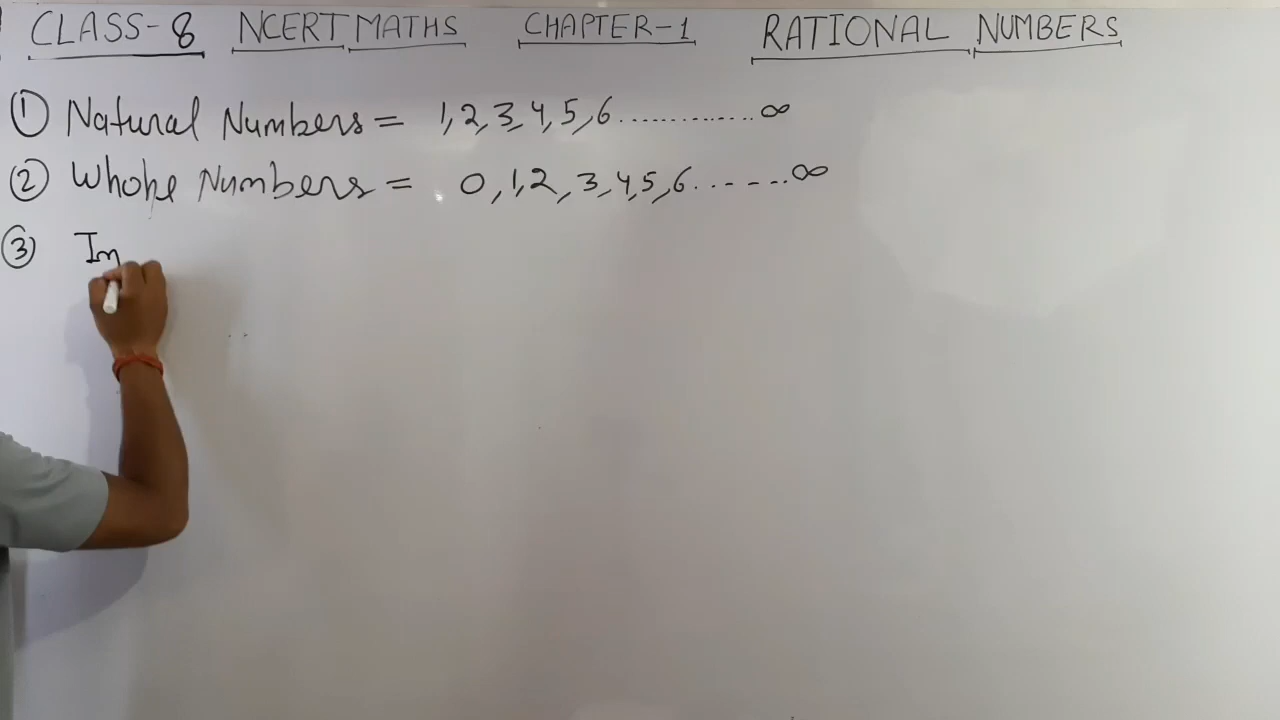 CLASS-8 NCERT MATHS CHAPTER-1 RATIONAL NUMBERS
① Natural Numbers = 1,2,3,4,5,6............∞
② Whole Numbers = 0,1,2,3,4,5,6.......∞
③ In